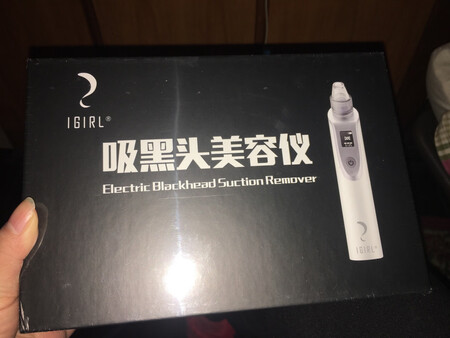 IGIRL®
吸黑头美容仪
Electric Blackhead Suction Remover
IGIRL®